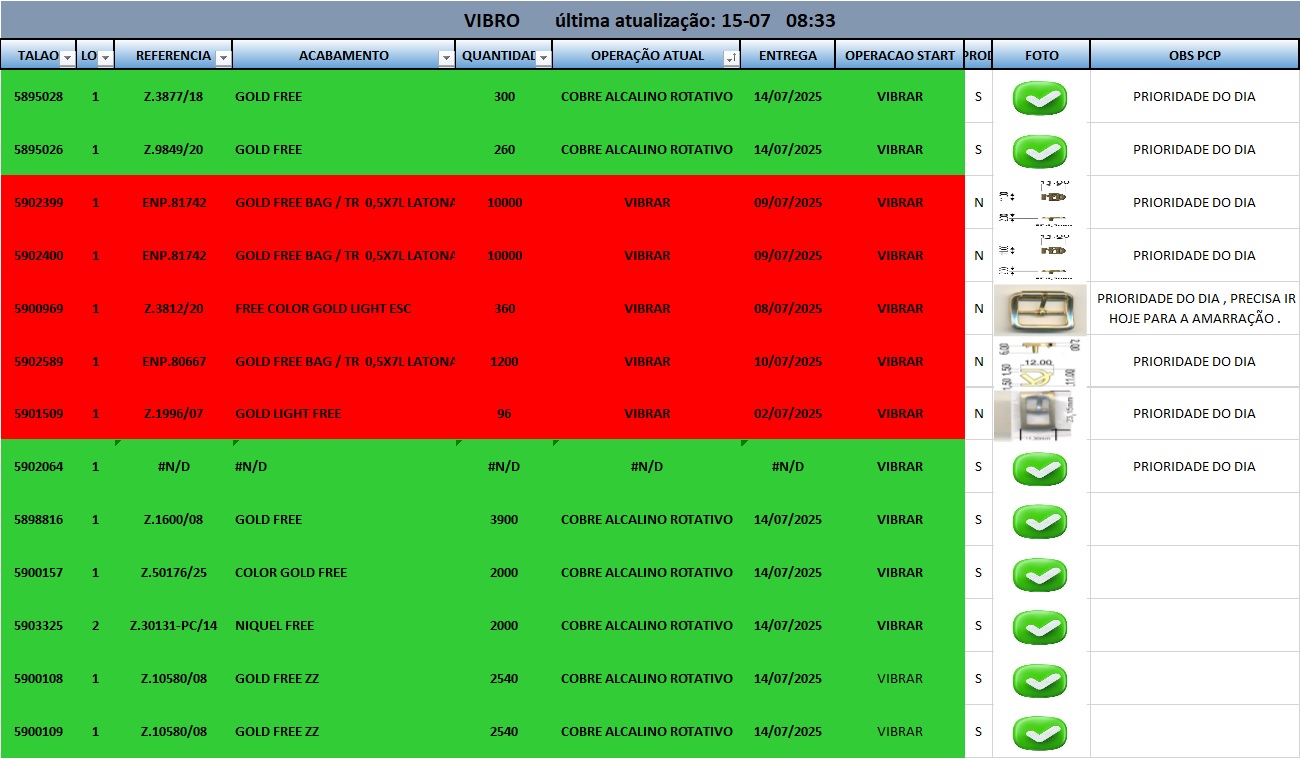 VIBRO última atualização: 15-07 08:33
TALAO LO REFERENCIA ACABAMENTO QUANTIDAD OPERAÇÃO ATUAL ENTREGA OPERACAO START PROD FOTO OBS PCP
5895028 1 Z.3877/18 GOLD FREE 300 COBRE ALCALINO ROTATIVO 14/07/2025 VIBRAR S PRIORIDADE DO DIA
5895026 1 Z.9849/20 GOLD FREE 260 COBRE ALCALINO ROTATIVO 14/07/2025 VIBRAR S PRIORIDADE DO DIA
5902399 1 ENP.81742 GOLD FREE BAG / TR 0,5X7L LATONA 10000 VIBRAR 09/07/2025 VIBRAR N PRIORIDADE DO DIA
5902400 1 ENP.81742 GOLD FREE BAG / TR 0,5X7L LATONA 10000 VIBRAR 09/07/2025 VIBRAR N PRIORIDADE DO DIA
5900969 1 Z.3812/20 FREE COLOR GOLD LIGHT ESC 360 VIBRAR 08/07/2025 VIBRAR N PRIORIDADE DO DIA , PRECISA IR
HOJE PARA A AMARRAÇÃO .
5902589 1 ENP.80667 GOLD FREE BAG / TR 0,5X7L LATONA 1200 VIBRAR 10/07/2025 VIBRAR N 6,00 1,50 1,50 12.00 11.00 PRIORIDADE DO DIA
5901509 1 Z.1996/07 GOLD LIGHT FREE 96 VIBRAR 02/07/2025 VIBRAR N PRIORIDADE DO DIA
5902064 1 #N/D #N/D #N/D #N/D #N/D VIBRAR S PRIORIDADE DO DIA
5898816 1 Z.1600/08 GOLD FREE 3900 COBRE ALCALINO ROTATIVO 14/07/2025 VIBRAR S
5900157 1 Z.50176/25 COLOR GOLD FREE 2000 COBRE ALCALINO ROTATIVO 14/07/2025 VIBRAR S
5903325 2 Z.30131-PC/14 NIQUEL FREE 2000 COBRE ALCALINO ROTATIVO 14/07/2025 VIBRAR S
5900108 1 Z.10580/08 GOLD FREE ZZ 2540 COBRE ALCALINO ROTATIVO 14/07/2025 VIBRAR S
5900109 1 Z.10580/08 GOLD FREE ZZ 2540 COBRE ALCALINO ROTATIVO 14/07/2025 VIBRAR S